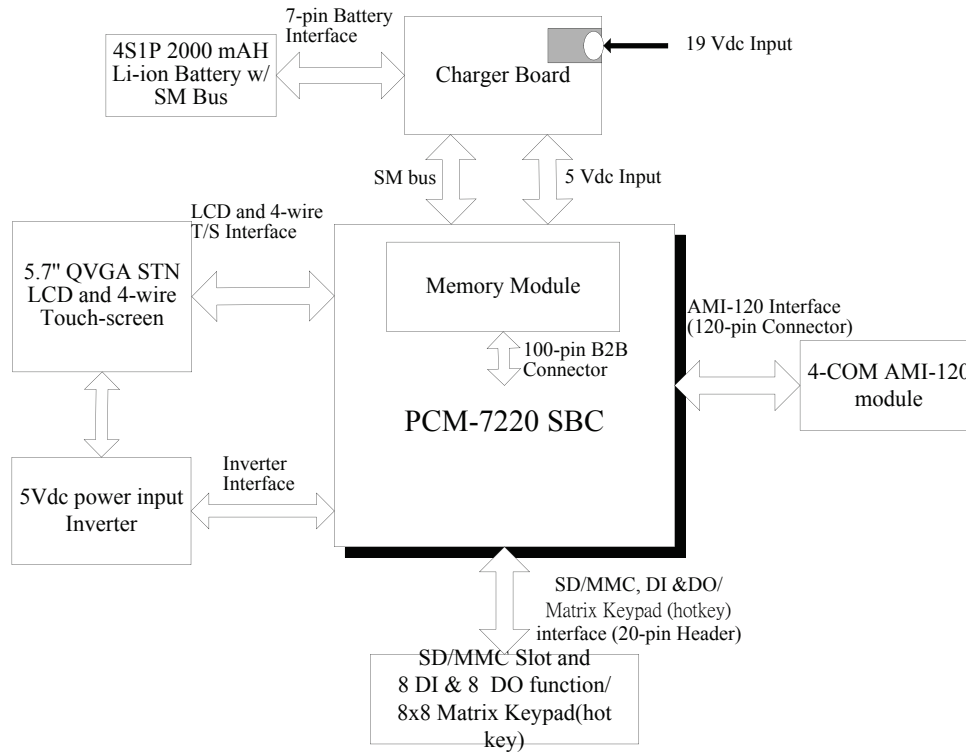 7-pin Battery
Interface
4S1P 2000 mAH
Li-ion Battery w/
SM Bus
Charger Board
19 Vdc Input
SM bus
5 Vdc Input
LCD and 4-wire
T/S Interface
5.7" QVGA STN
LCD and 4-wire
Touch-screen
Memory Module
100-pin B2B
Connector
PCM-7220 SBC
AMI-120 Interface
(120-pin Connector)
4-COM AMI-120
module
Inverter
Interface
5Vdc power input
Inverter
SD/MMC, DI &DO/
Matrix Keypad (hotkey)
interface (20-pin Header)
SD/MMC Slot and
8 DI & 8 DO function/
8x8 Matrix Keypad(hot
key)